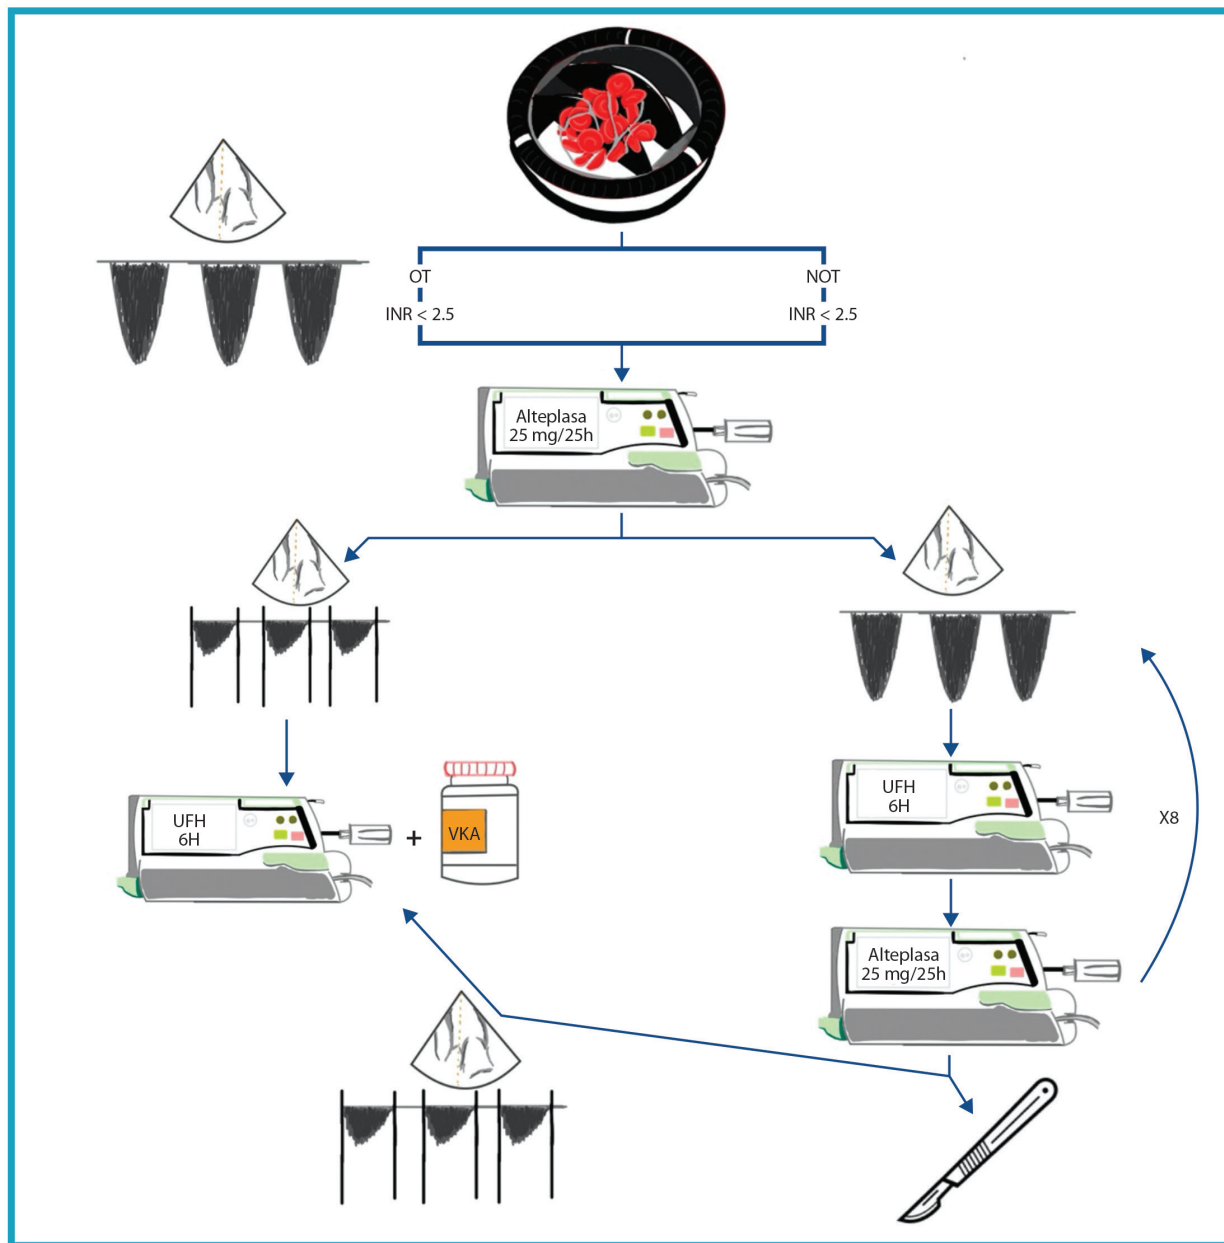 OT
NOT
INR < 2.5
INR < 2.5
Alteplasa
25 mg/25h
UFH
6H
+
VKA
UFH
6H
X8
Alteplasa
25 mg/25h